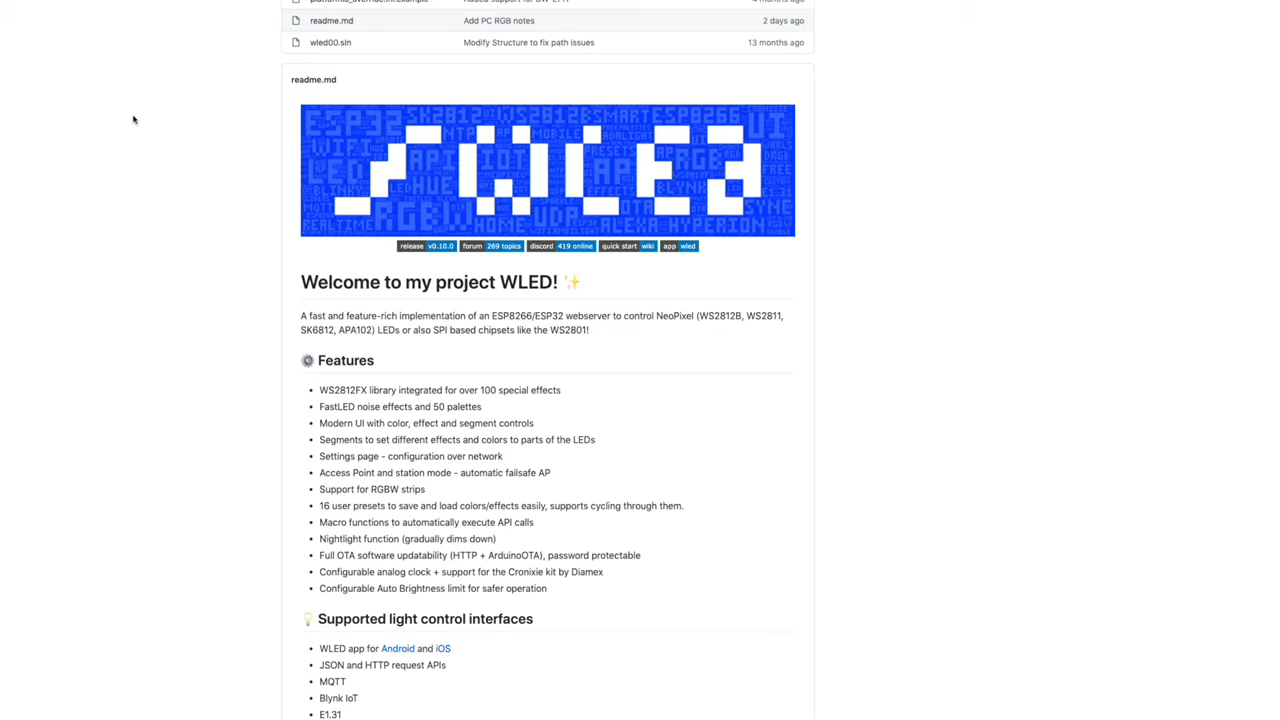 readme.md Add PC RGB notes 2 days ago
wled00.sln Modify Structure to fix path issues 13 months ago
readme.md
WLED
release v0.10.0 forum 269 topics discord 419 online quick start wiki app wled
Welcome to my project WLED! ✨
A fast and feature-rich implementation of an ESP8266/ESP32 webserver to control NeoPixel (WS2812B, WS2811,
SK6812, APA102) LEDs or also SPI based chipsets like the WS2801!
⚙️ Features
• WS2812FX library integrated for over 100 special effects
• FastLED noise effects and 50 palettes
• Modern UI with color, effect and segment controls
• Segments to set different effects and colors to parts of the LEDs
• Settings page - configuration over network
• Access Point and station mode - automatic failsafe AP
• Support for RGBW strips
• 16 user presets to save and load colors/effects easily, supports cycling through them.
• Macro functions to automatically execute API calls
• Nightlight function (gradually dims down)
• Full OTA software updatability (HTTP + ArduinoOTA), password protectable
• Configurable analog clock + support for the Cronixie kit by Diamex
• Configurable Auto Brightness limit for safer operation
💡 Supported light control interfaces
• WLED app for Android and iOS
• JSON and HTTP request APIs
• MQTT
• Blynk IoT
• E1.31